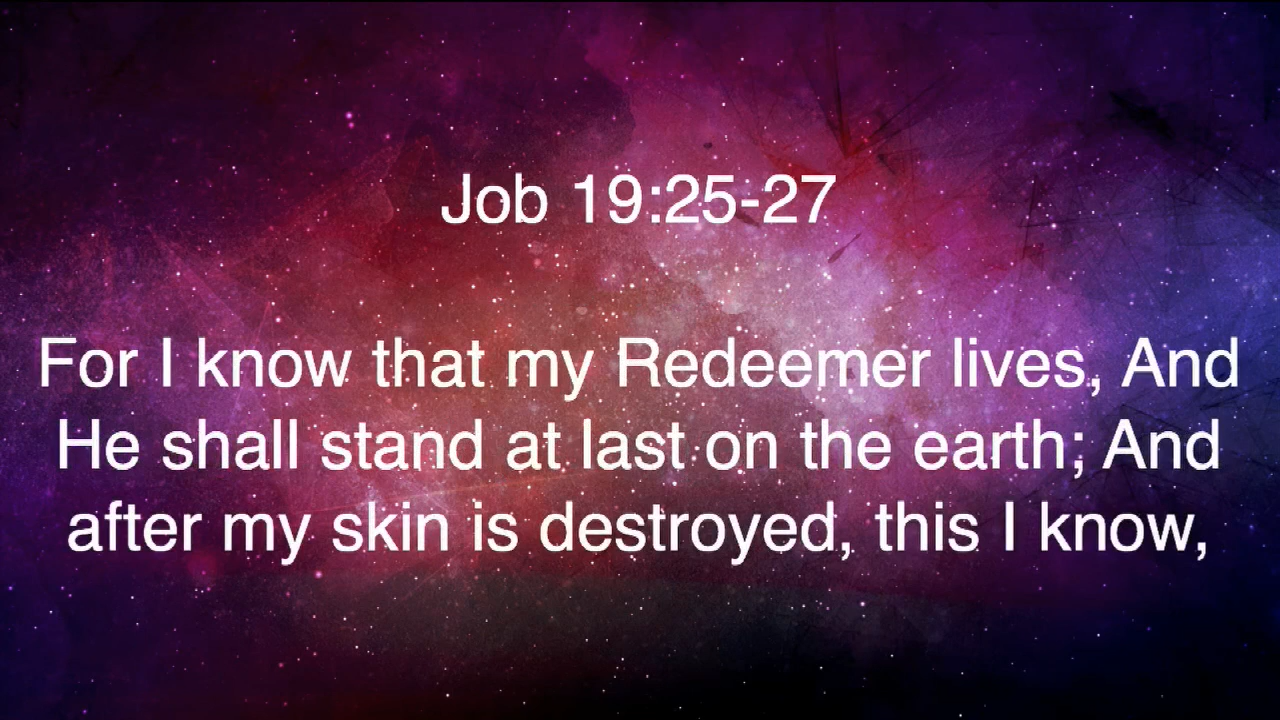 Job 19:25-27
For I know that my Redeemer lives, And
He shall stand at last on the earth; And
after my skin is destroyed, this I know,